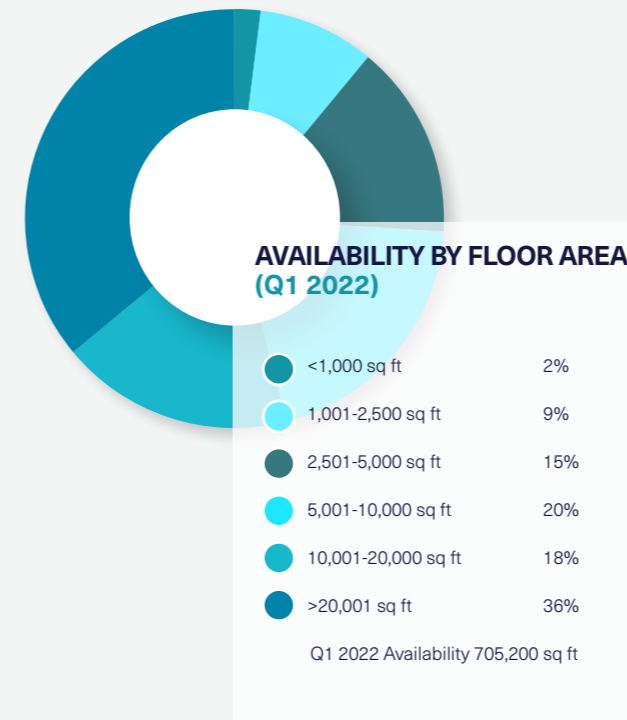 AVAILABILITY BY FLOOR AREA
(Q1 2022)
<1,000 sq ft 2%
1,001-2,500 sq ft 9%
2,501-5,000 sq ft 15%
5,001-10,000 sq ft 20%
10,001-20,000 sq ft 18%
>20,001 sq ft 36%
Q1 2022 Availability 705,200 sq ft